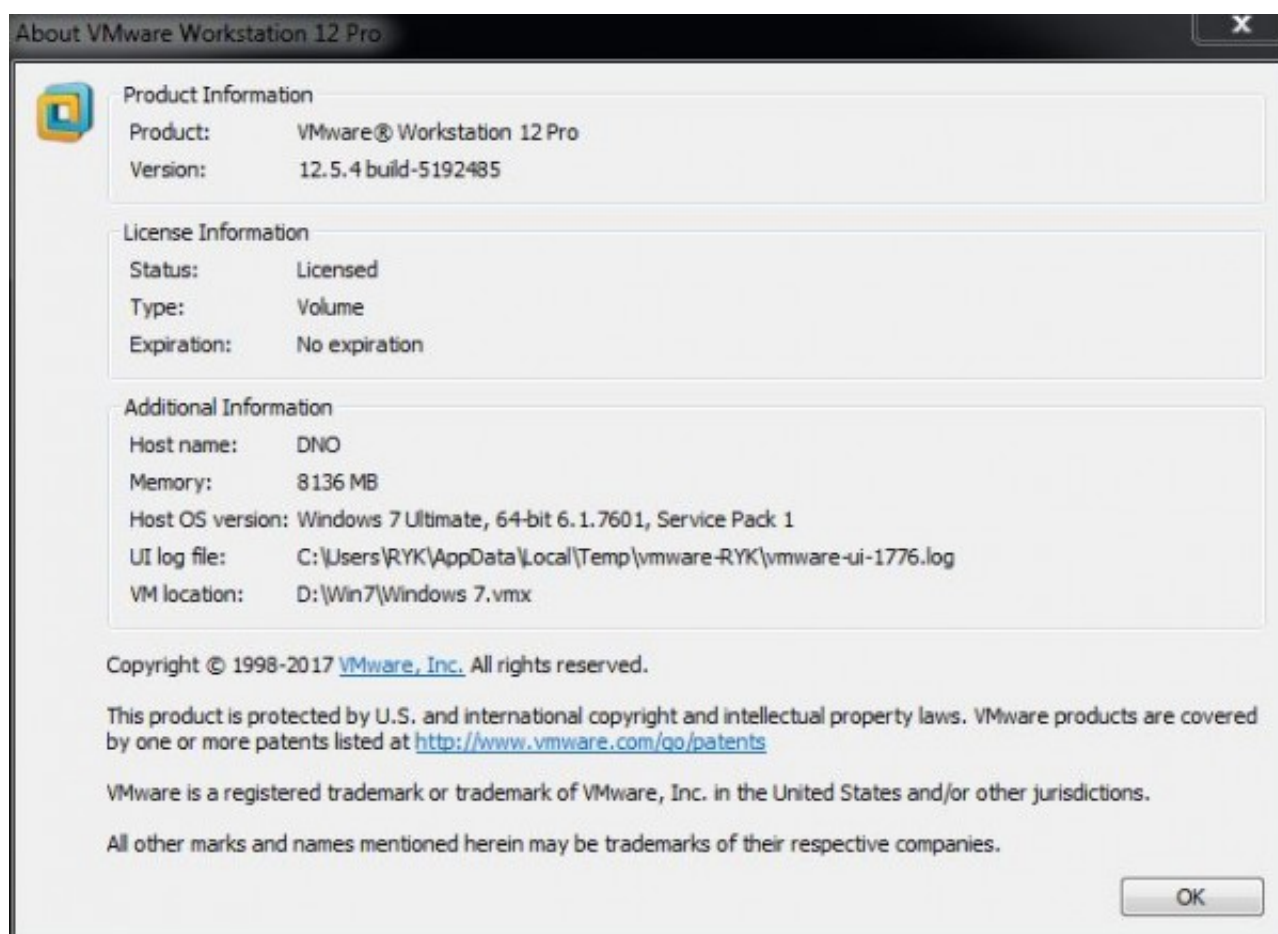 About VMware Workstation 12 Pro
X
Product Information
Product: VMware® Workstation 12 Pro
Version: 12.5.4 build-5192485
License Information
Status: Licensed
Type: Volume
Expiration: No expiration
Additional Information
Host name: DNO
Memory: 8136 MB
Host OS version: Windows 7 Ultimate, 64-bit 6.1.7601, Service Pack 1
UI log file: C:\Users\RYK\AppData\Local\Temp\vmware-RYK\vmware-ui-1776.log
VM location: D:\Win7\Windows 7.vmx
Copyright © 1998-2017 VMware, Inc. All rights reserved.
This product is protected by U.S. and international copyright and intellectual property laws. VMware products are covered
by one or more patents listed at http://www.vmware.com/go/patents
VMware is a registered trademark or trademark of VMware, Inc. in the United States and/or other jurisdictions.
All other marks and names mentioned herein may be trademarks of their respective companies.
OK